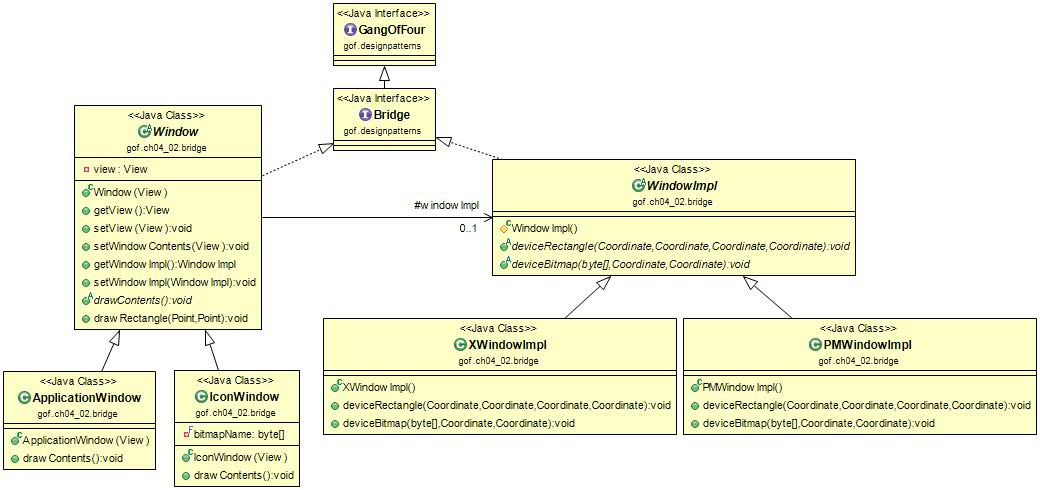 <<Java Interface>>
GangOfFour
gof.designpatterns
<<Java Interface>>
Bridge
gof.designpatterns
<<Java Class>>
Window
gof.ch04_02.bridge
view : View
Window (View )
getView ():View
setView (View ):void
setWindow Contents(View ):void
getWindow Impl():Window Impl
setWindow Impl(Window Impl):void
drawContents():void
draw Rectangle(Point,Point):void
#w indow Impl
0..1
<<Java Class>>
WindowImpl
gof.ch04_02.bridge
Window Impl()
deviceRectangle(Coordinate,Coordinate,Coordinate,Coordinate):void
deviceBitmap(byte[],Coordinate,Coordinate):void
<<Java Class>>
ApplicationWindow
gof.ch04_02.bridge
ApplicationWindow (View )
draw Contents():void
<<Java Class>>
IconWindow
gof.ch04_02.bridge
bitmapName: byte[]
IconWindow (View )
draw Contents():void
<<Java Class>>
XWindowImpl
gof.ch04_02.bridge
XWindow Impl()
deviceRectangle(Coordinate,Coordinate,Coordinate,Coordinate):void
deviceBitmap(byte[],Coordinate,Coordinate):void
<<Java Class>>
PMWindowImpl
gof.ch04_02.bridge
PMWindow Impl()
deviceRectangle(Coordinate,Coordinate,Coordinate,Coordinate):void
deviceBitmap(byte[],Coordinate,Coordinate):void